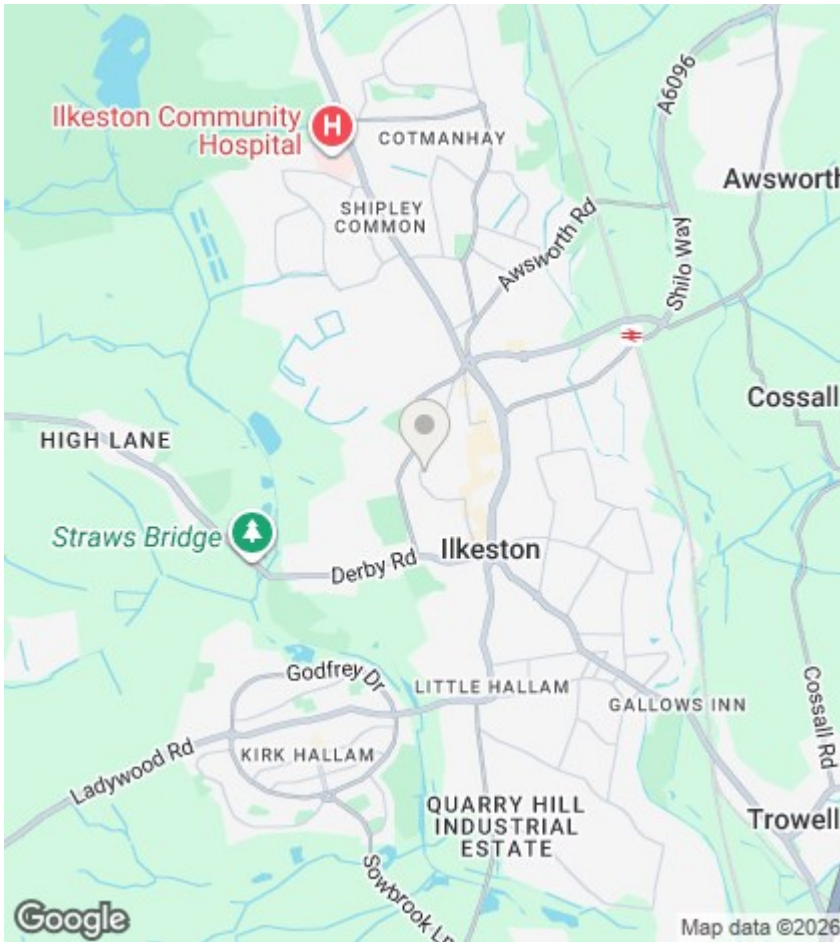 Ilkeston Community
Hospital
H
COTMANHAY
A6096
Awsworth
SHIPLEY
COMMON
Awsworth Rd
Shilo Way
Cossall
HIGH LANE
Straws Bridge
Ilkeston
Derby Rd
Godfrey Dr
LITTLE HALLAM
GALLOWS INN
Cossall Rd
KIRK HALLAM
Ladywood Rd
QUARRY HILL
INDUSTRIAL
ESTATE
Trowell
Sowbrook Ln
Google
Map data ©2026